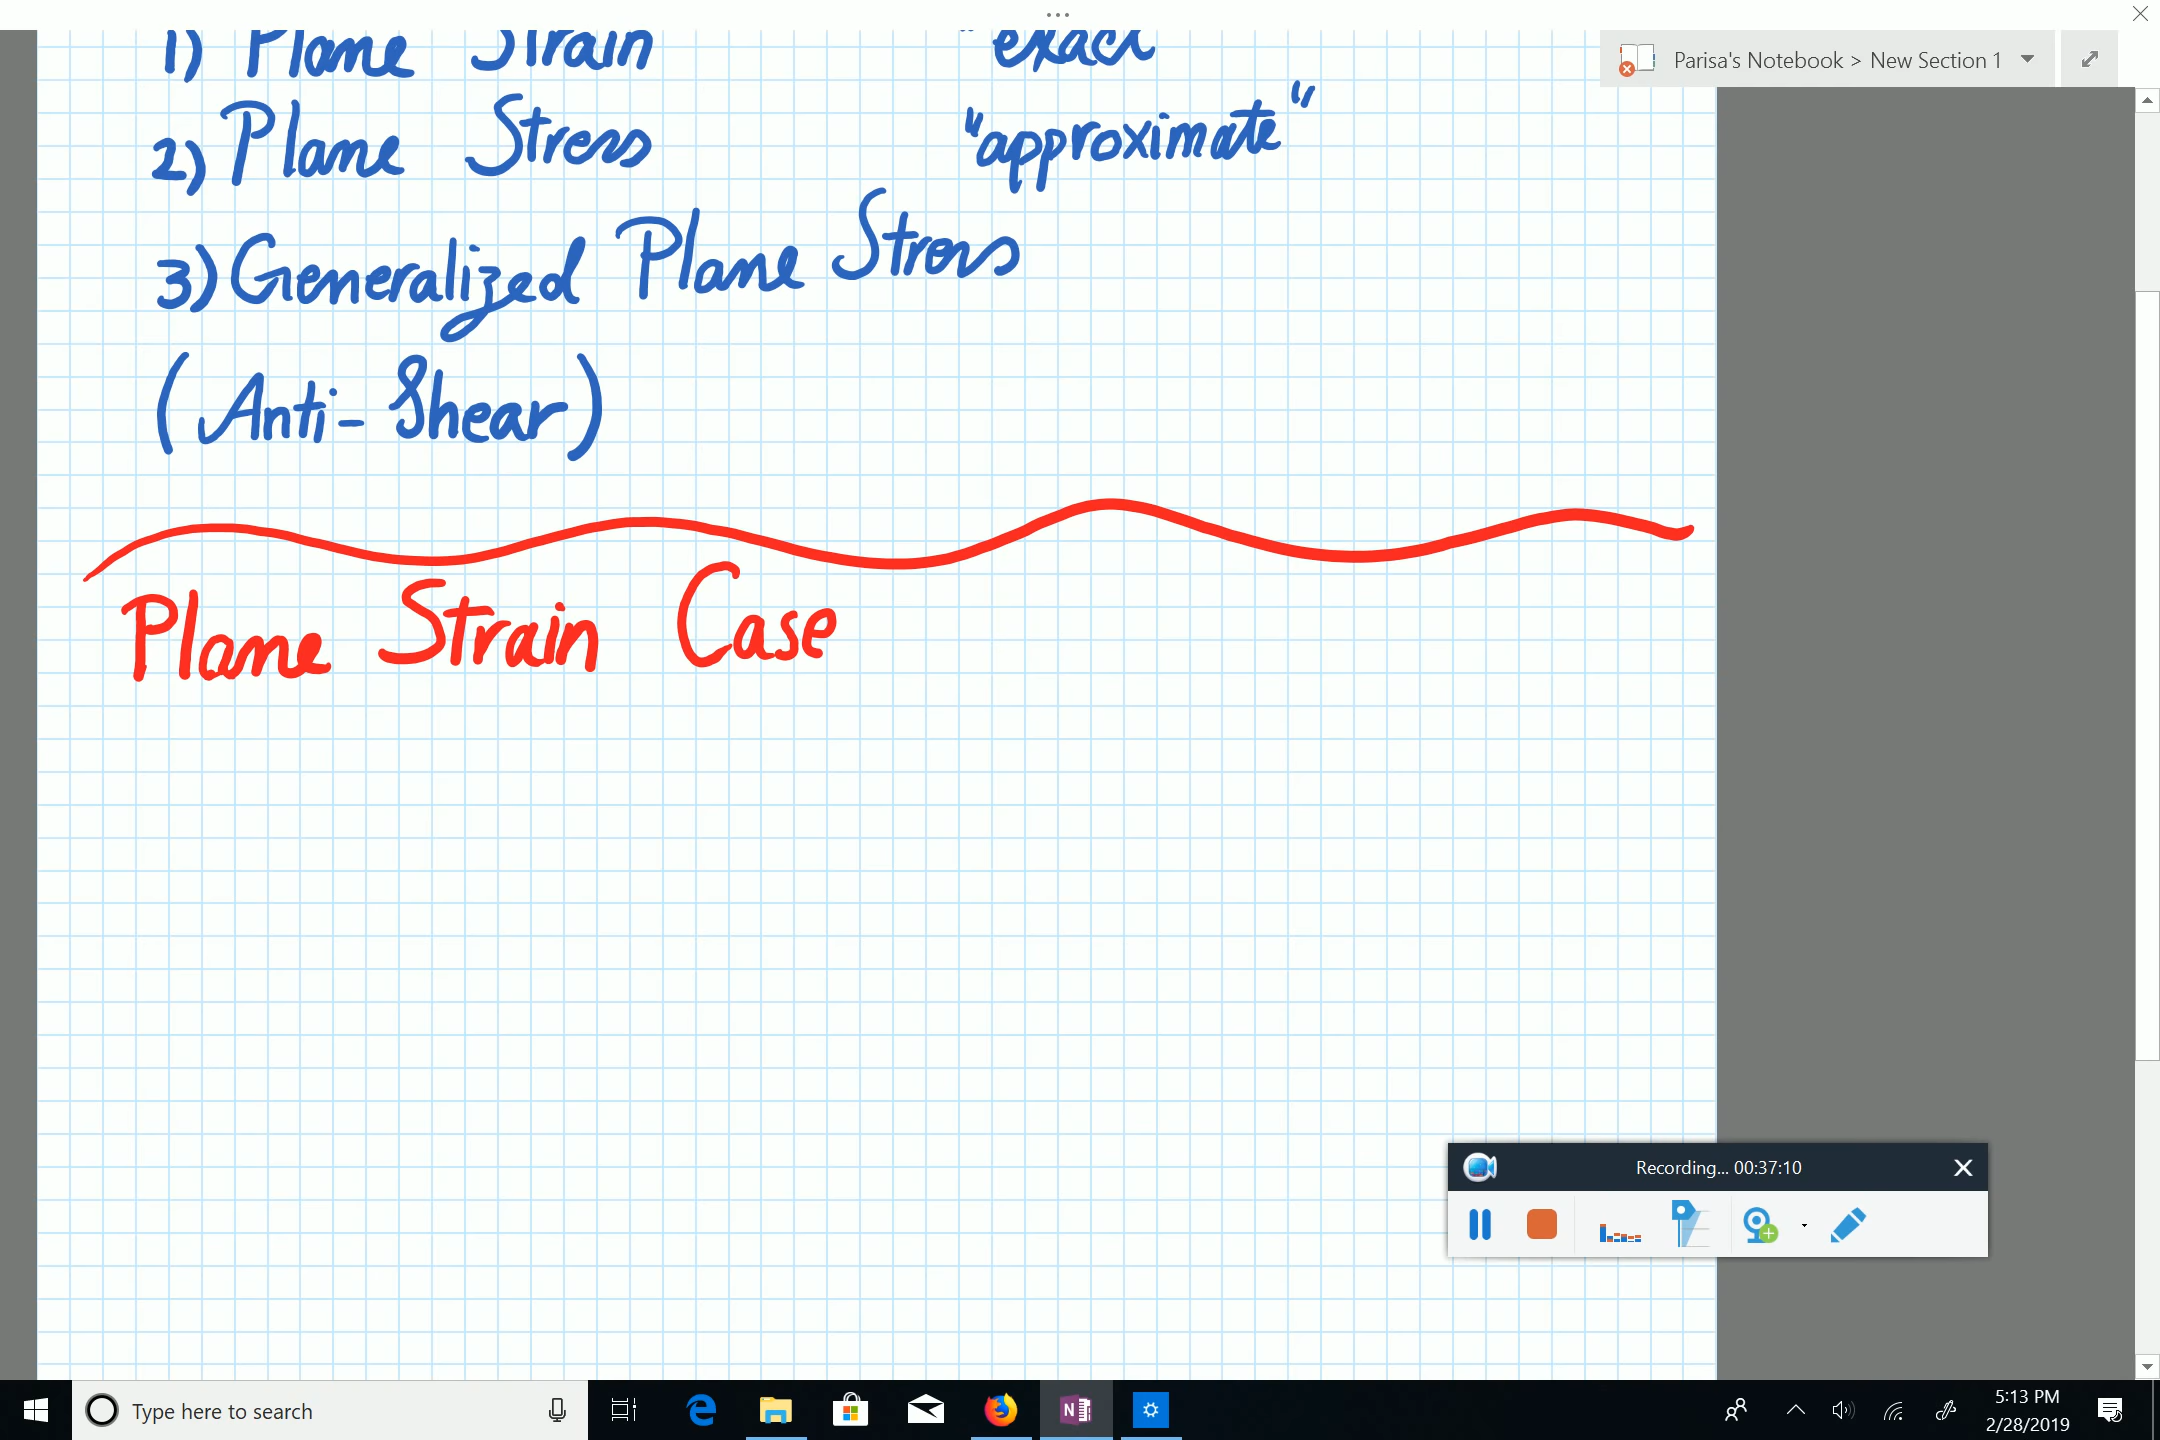 Parisa's Notebook > New Section 1
1) Plane Strain "exact
2) Plane Stress "approximate"
3) Generalized Plane Stress
(Anti-Shear)
Plane Strain Case
Recording... 00:37:10
Type here to search
5:13 PM
2/28/2019